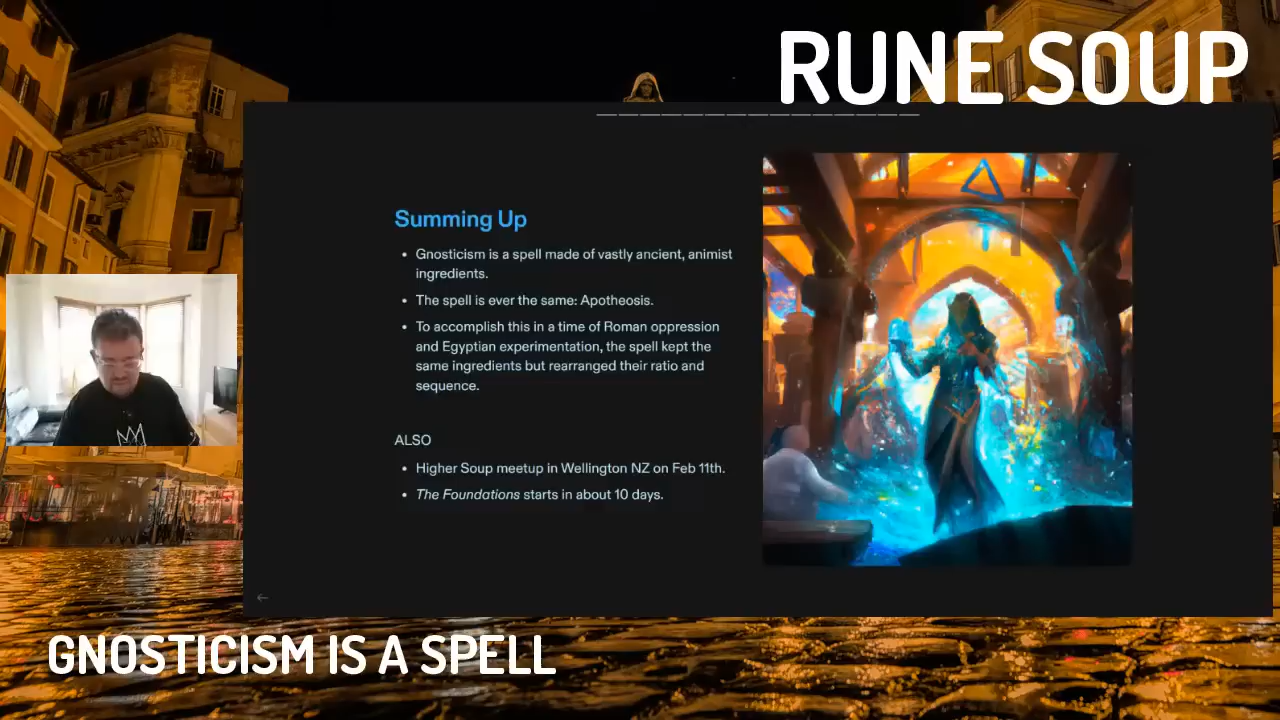 RUNE SOUP
Summing Up
• Gnosticism is a spell made of vastly ancient, animist
ingredients.
• The spell is ever the same: Apotheosis.
• To accomplish this in a time of Roman oppression
and Egyptian experimentation, the spell kept the
same ingredients but rearranged their ratio and
sequence.
ALSO
• Higher Soup meetup in Wellington NZ on Feb 11th.
• The Foundations starts in about 10 days.
GNOSTICISM IS A SPELL